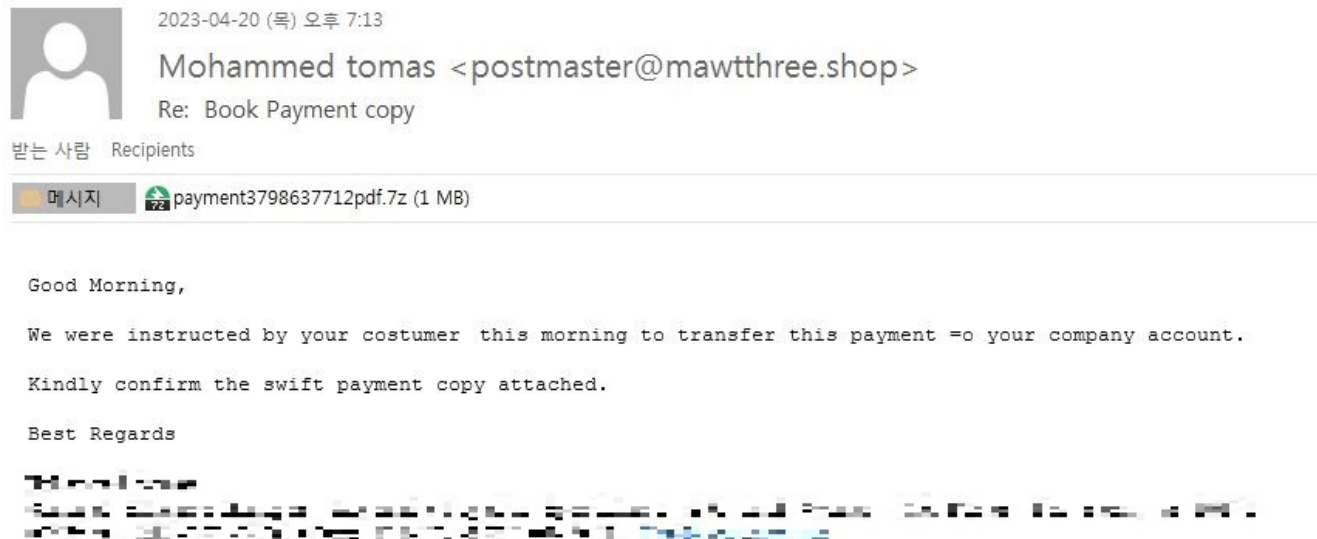 2023-04-20 (목) 오후 7:13
Mohammed tomas <postmaster@mawtthree.shop>
Re: Book Payment copy
받는 사람 Recipients
메시지 payment3798637712pdf.7z (1 MB)
Good Morning,
We were instructed by your costumer this morning to transfer this payment =o your company account.
Kindly confirm the swift payment copy attached.
Best Regards